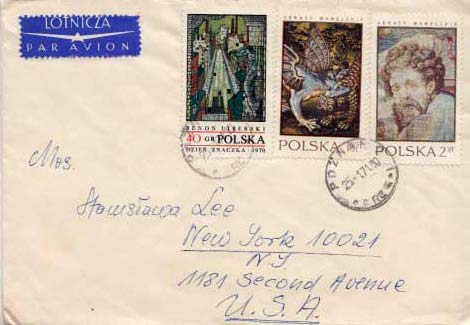 LOTNICZA
PAR AVION
BENON LIBERSKI
40 GR POLSKA
DZIEŃ ZNACZKA · 1970
ARRASY WAWELSKIE
POLSKA
ARRASY WAWELSKIE
POLSKA 2 ZŁ
Mrs.
Stanisława Lee
New York 10021
N.Y.
1181 Second Avenue
U. S. A.